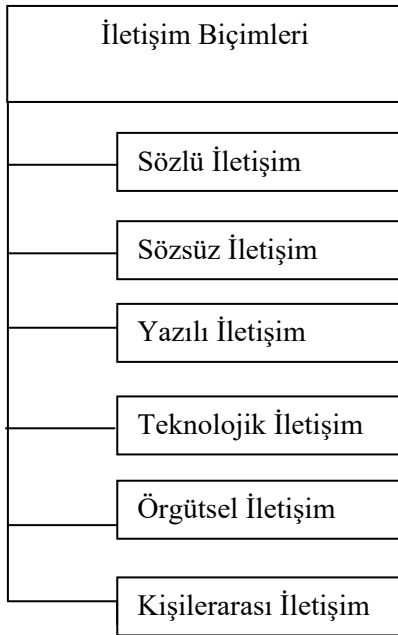 İletişim Biçimleri
Sözlü İletişim
Sözsüz İletişim
Yazılı İletişim
Teknolojik İletişim
Örgütsel İletişim
Kişilerarası İletişim